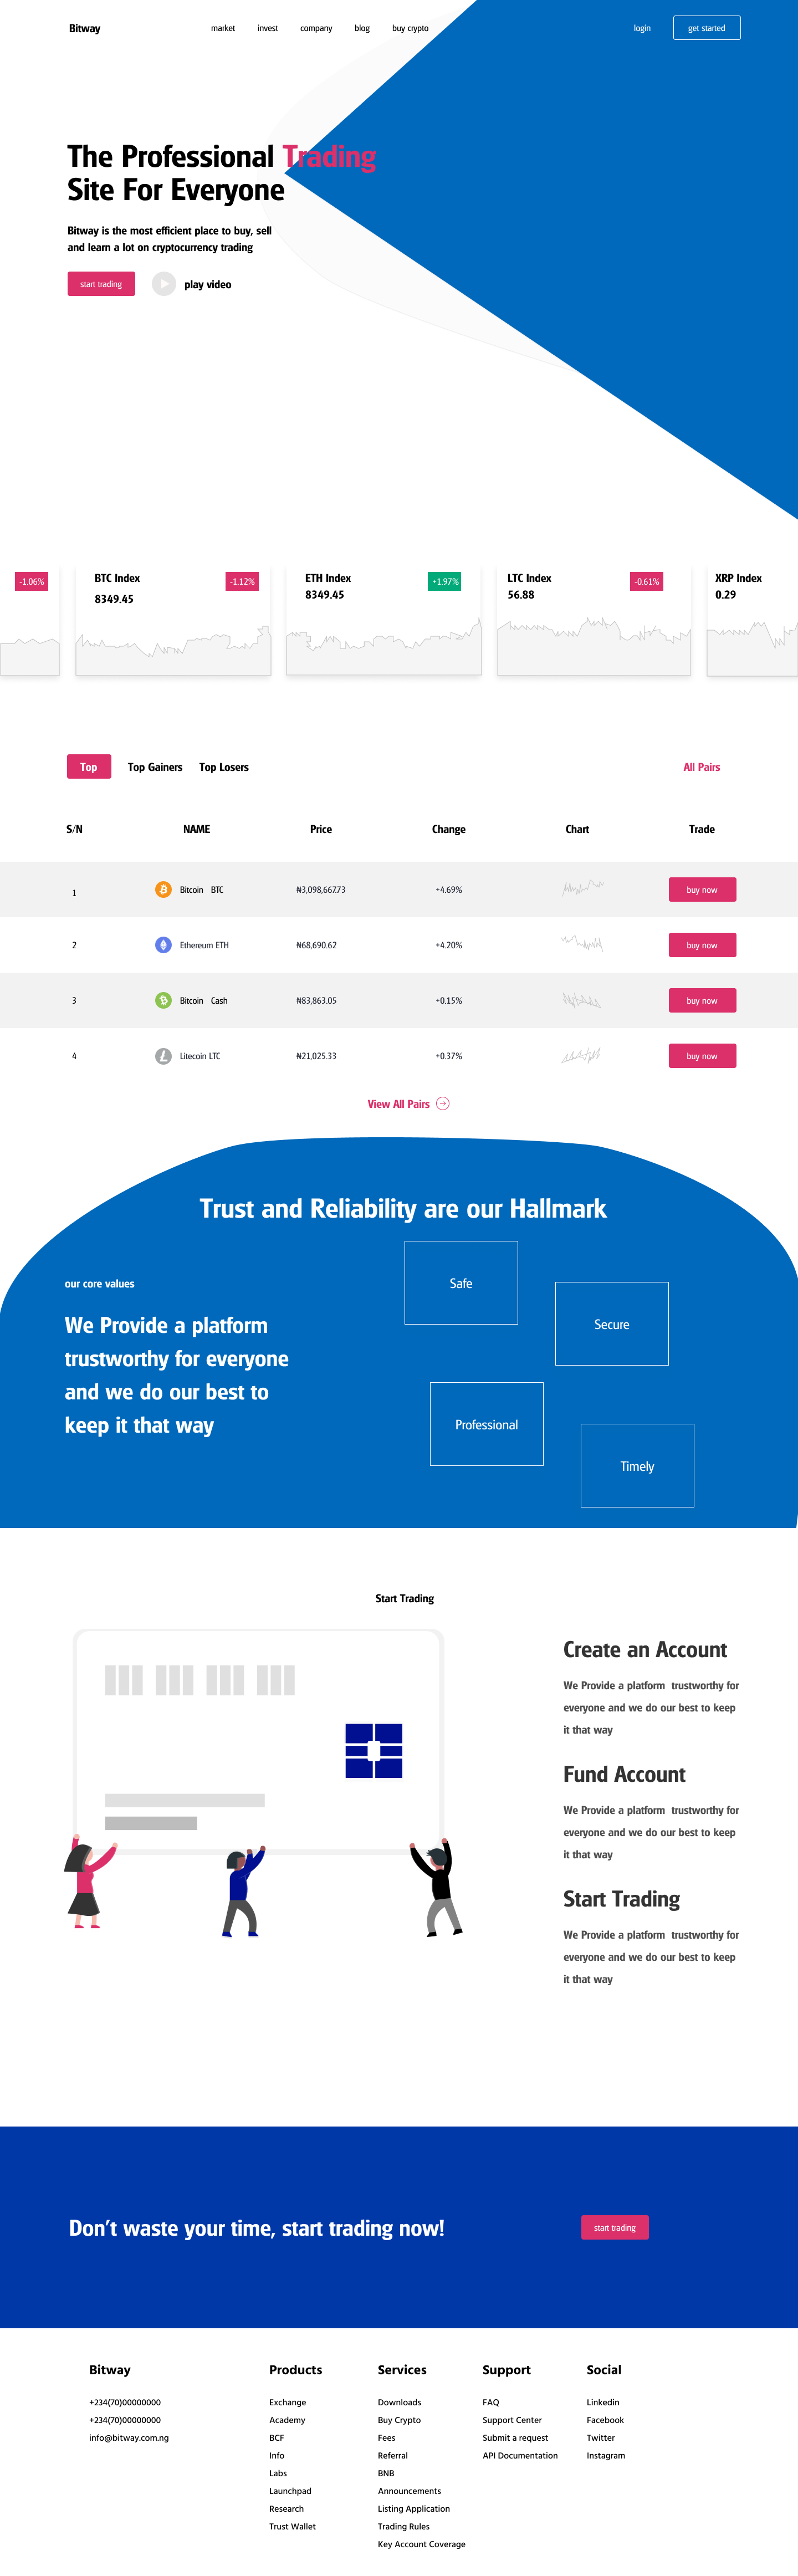 Bitway market invest company blog buy crypto login get started
The Professional Trading
Site For Everyone
Bitway is the most efficient place to buy, sell
and learn a lot on cryptocurrency trading
start trading play video
-1.06% BTC Index -1.12% ETH Index +1.97% LTC Index -0.61% XRP Index
8349.45 8349.45 56.88 0.29
Top Top Gainers Top Losers All Pairs
S/N NAME Price Change Chart Trade
1 Bitcoin BTC ₦3,098,667.73 +4.69% buy now
2 Ethereum ETH ₦68,690.62 +4.20% buy now
3 Bitcoin Cash ₦83,863.05 +0.15% buy now
4 Litecoin LTC ₦21,025.33 +0.37% buy now
View All Pairs
Trust and Reliability are our Hallmark
our core values
We Provide a platform
trustworthy for everyone
and we do our best to
keep it that way
Safe
Secure
Professional
Timely
Start Trading
Create an Account
We Provide a platform trustworthy for
everyone and we do our best to keep
it that way
Fund Account
We Provide a platform trustworthy for
everyone and we do our best to keep
it that way
Start Trading
We Provide a platform trustworthy for
everyone and we do our best to keep
it that way
Don’t waste your time, start trading now! start trading
Bitway
+234(70)00000000
+234(70)00000000
info@bitway.com.ng
Products
Exchange
Academy
BCF
Info
Labs
Launchpad
Research
Trust Wallet
Services
Downloads
Buy Crypto
Fees
Referral
BNB
Announcements
Listing Application
Trading Rules
Key Account Coverage
Support
FAQ
Support Center
Submit a request
API Documentation
Social
Linkedin
Facebook
Twitter
Instagram